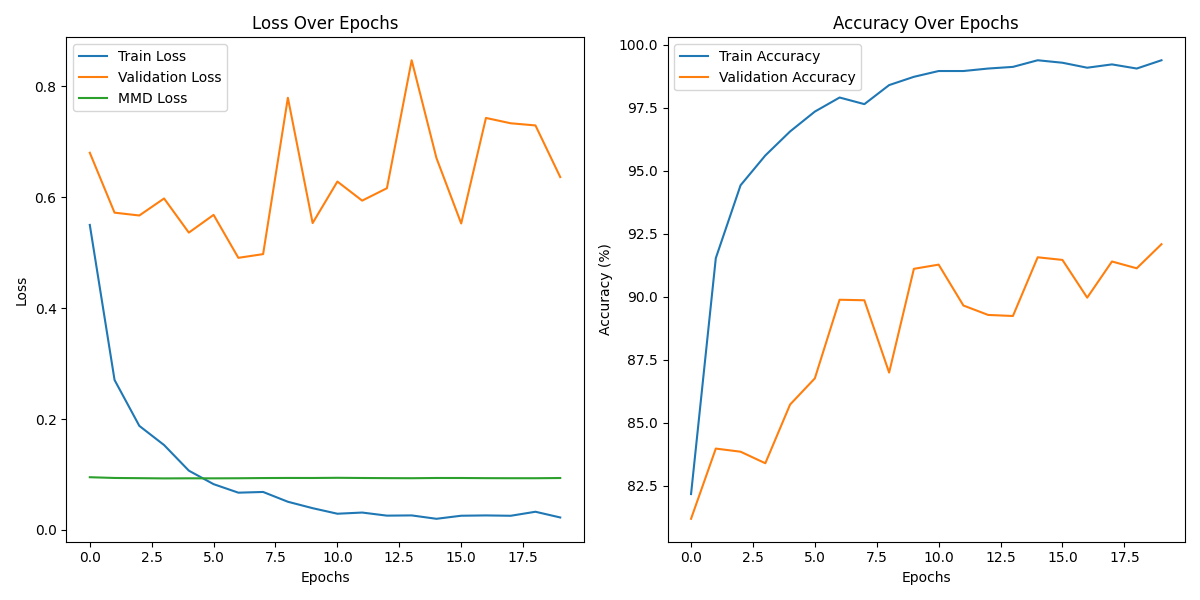 Loss Over Epochs
Train Loss
Validation Loss
MMD Loss
0.8
0.6
0.4
0.2
0.0
Loss
0.0 2.5 5.0 7.5 10.0 12.5 15.0 17.5
Epochs
Accuracy Over Epochs
Train Accuracy
Validation Accuracy
100.0
97.5
95.0
92.5
90.0
87.5
85.0
82.5
Accuracy (%)
0.0 2.5 5.0 7.5 10.0 12.5 15.0 17.5
Epochs